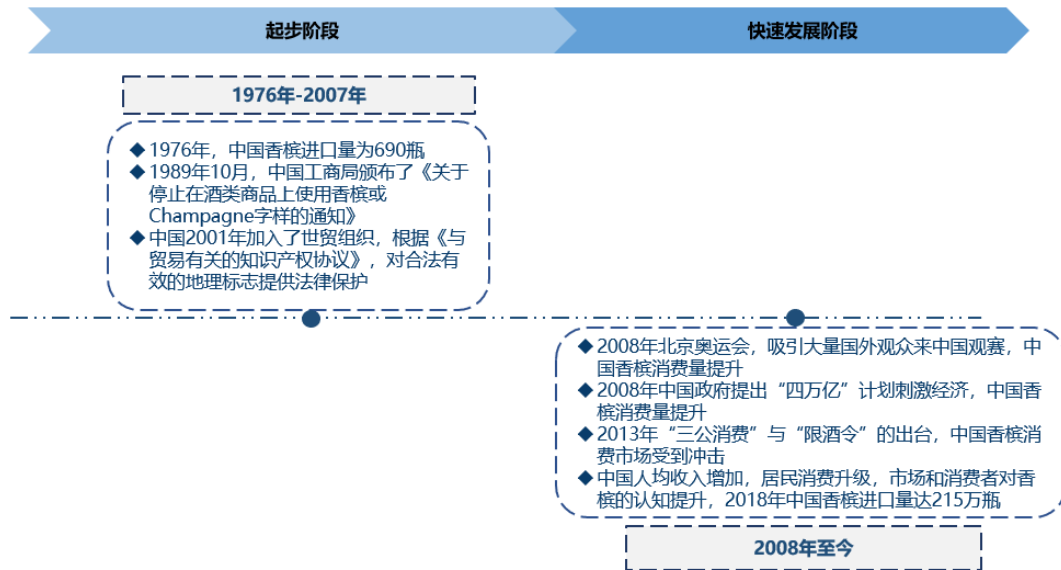 起步阶段
快速发展阶段
1976年-2007年
◆1976年，中国香槟进口量为690瓶
◆1989年10月，中国工商局颁布了《关于
停止在酒类商品上使用香槟或
Champagne字样的通知》
◆中国2001年加入了世贸组织，根据《与
贸易有关的知识产权协议》，对合法有
效的地理标志提供法律保护
◆2008年北京奥运会，吸引大量国外观众来中国观赛，中
国香槟消费量提升
◆2008年中国政府提出“四万亿”计划刺激经济，中国香
槟消费量提升
◆2013年“三公消费”与“限酒令”的出台，中国香槟消
费市场受到冲击
◆中国人均收入增加，居民消费升级，市场和消费者对香
槟的认知提升，2018年中国香槟进口量达215万瓶
2008年至今